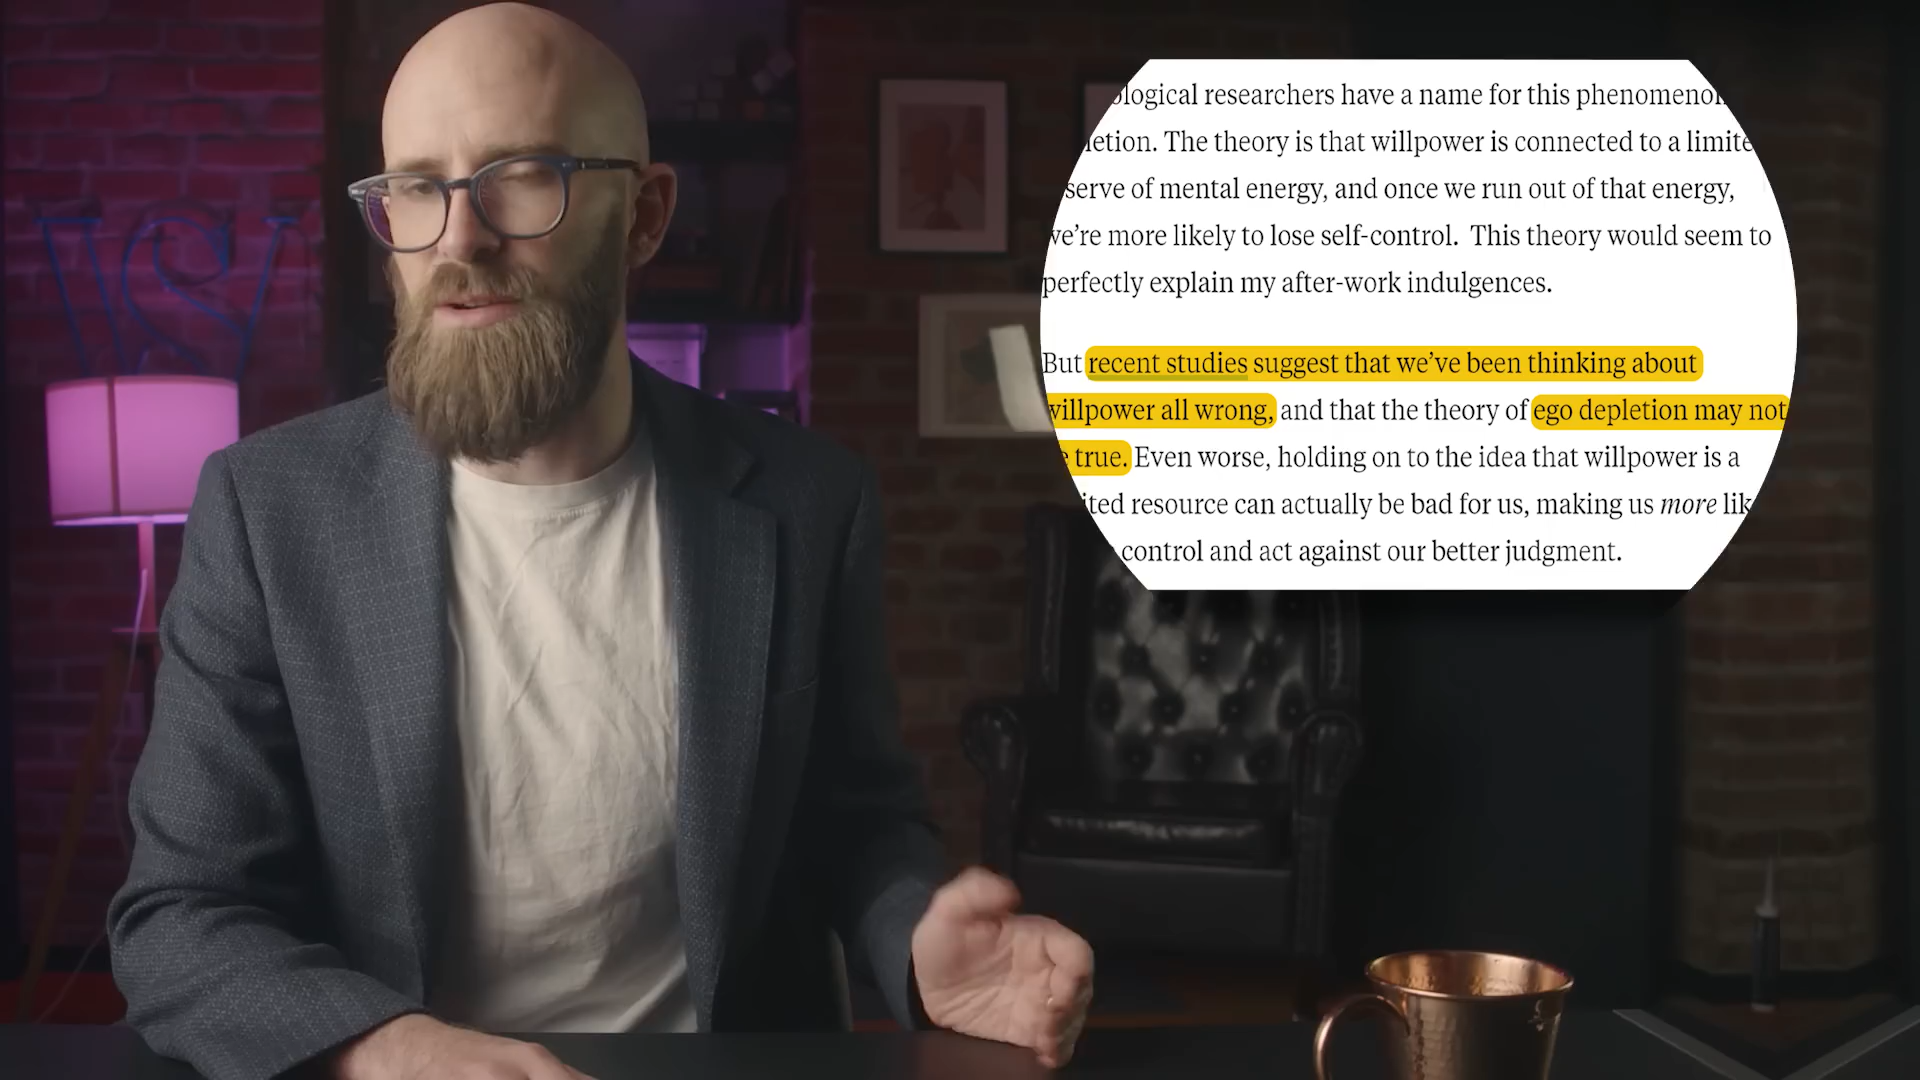 ological researchers have a name for this phenomenon
letion. The theory is that willpower is connected to a limite
serve of mental energy, and once we run out of that energy,
we’re more likely to lose self-control. This theory would seem to
perfectly explain my after-work indulgences.
But recent studies suggest that we’ve been thinking about
willpower all wrong, and that the theory of ego depletion may not
e true. Even worse, holding on to the idea that willpower is a
ited resource can actually be bad for us, making us more lik
control and act against our better judgment.